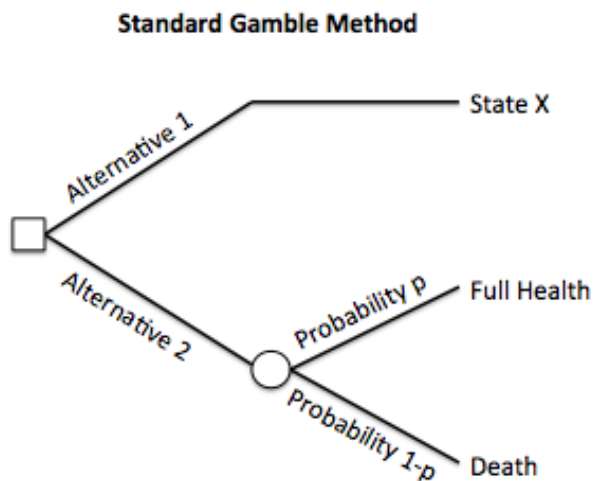 Standard Gamble Method
Alternative 1
State X
Alternative 2
Probability p
Full Health
Probability 1-p
Death